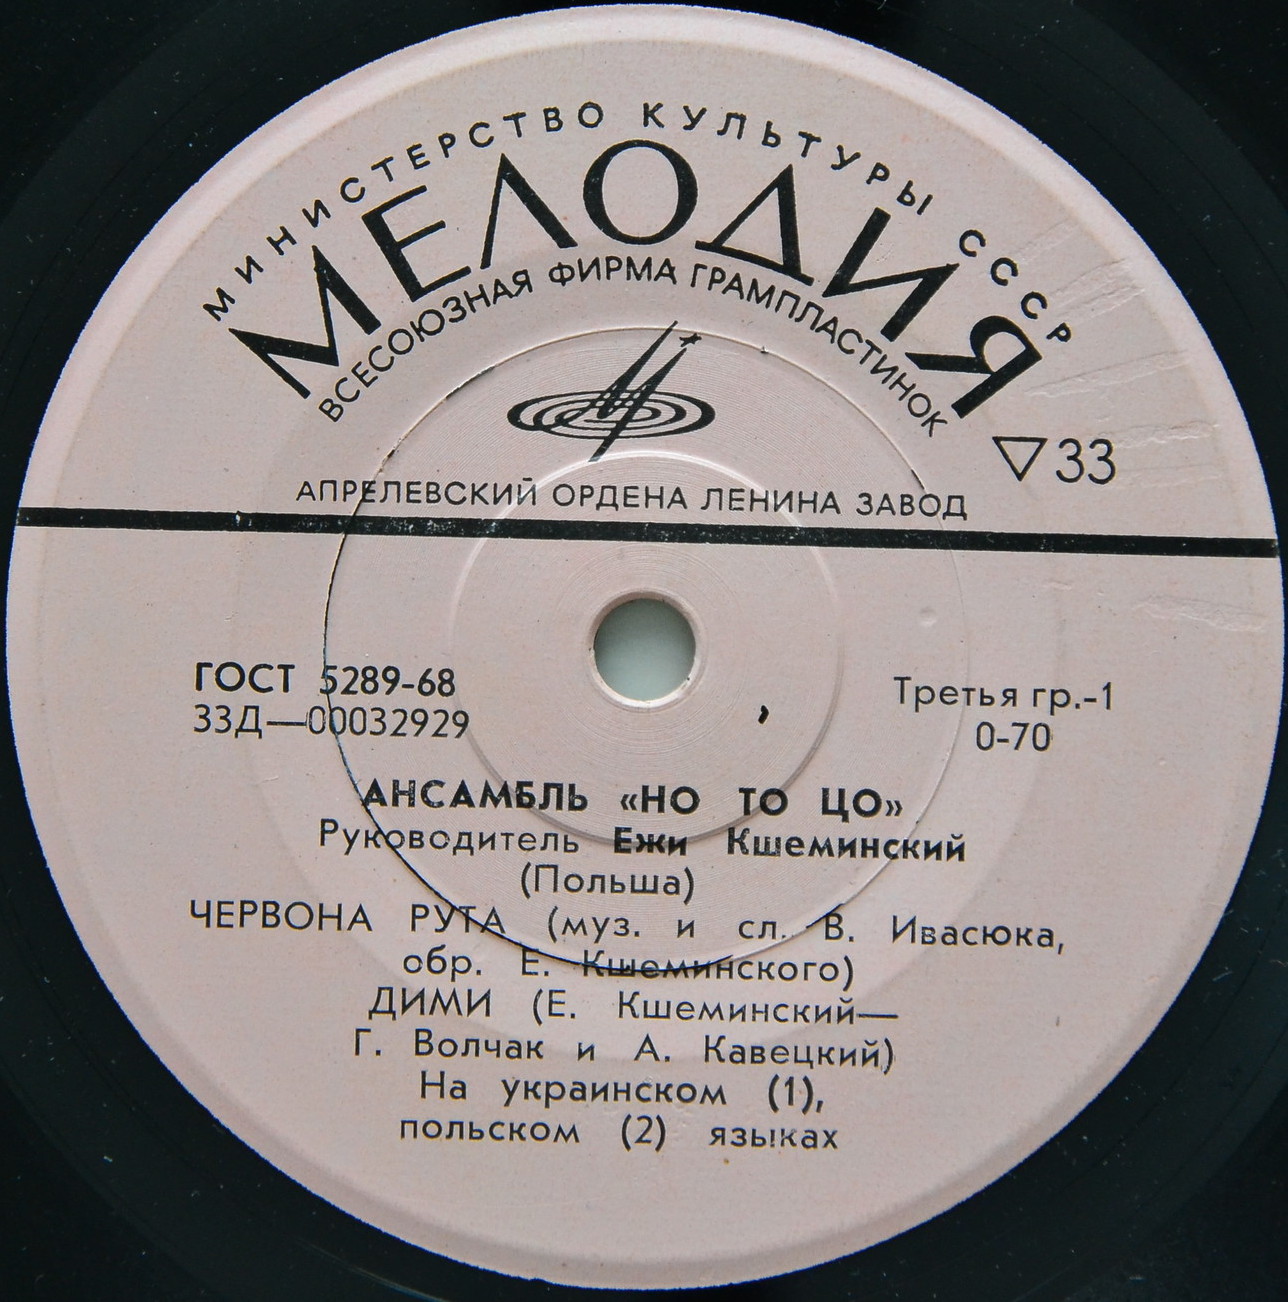 МИНИСТЕРСТВО КУЛЬТУРЫ СССР
МЕЛОДИЯ
ВСЕСОЮЗНАЯ ФИРМА ГРАМПЛАСТИНОК
▽33
АПРЕЛЕВСКИЙ ОРДЕНА ЛЕНИНА ЗАВОД
ГОСТ 5289-68
33Д—00032929
Третья гр.-1
0-70
АНСАМБЛЬ «НО ТО ЦО»
Руководитель Ежи Кшеминский
(Польша)
ЧЕРВОНА РУТА (муз. и сл. В. Ивасюка,
обр. Е. Кшеминского)
ДИМИ (Е. Кшеминский—
Г. Волчак и А. Кавецкий)
На украинском (1),
польском (2) языках